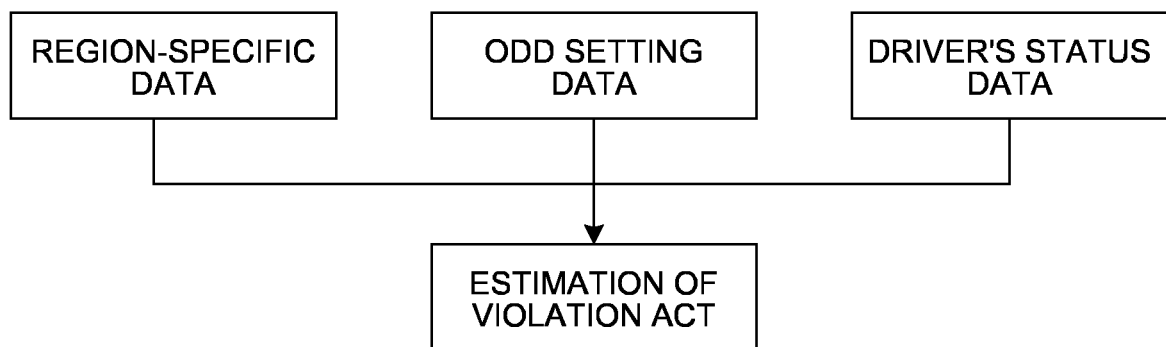 REGION-SPECIFIC
DATA
ODD SETTING
DATA
DRIVER'S STATUS
DATA
ESTIMATION OF
VIOLATION ACT